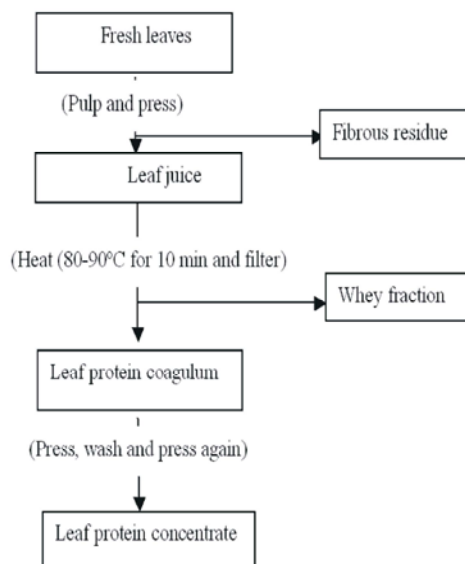 Fresh leaves
(Pulp and press)
Fibrous residue
Leaf juice
(Heat (80-90ºC for 10 min and filter)
Whey fraction
Leaf protein coagulum
(Press, wash and press again)
Leaf protein concentrate